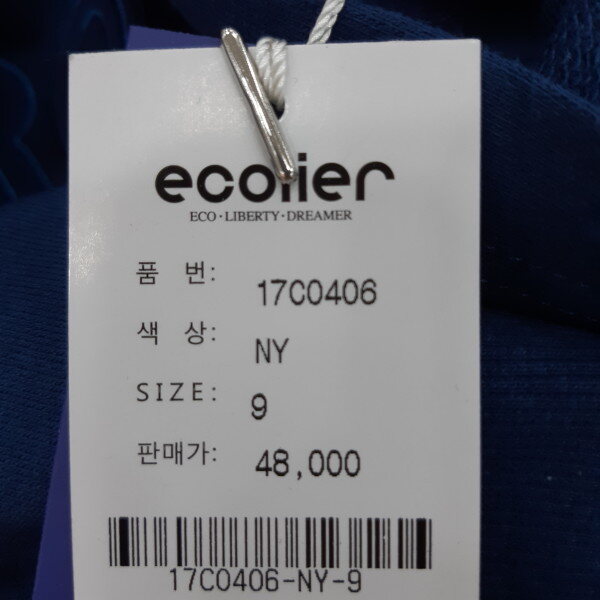 ecolier
ECO·LIBERTY·DREAMER
품 번: 17C0406
색 상: NY
SIZE: 9
판매가: 48,000
17C0406-NY-9